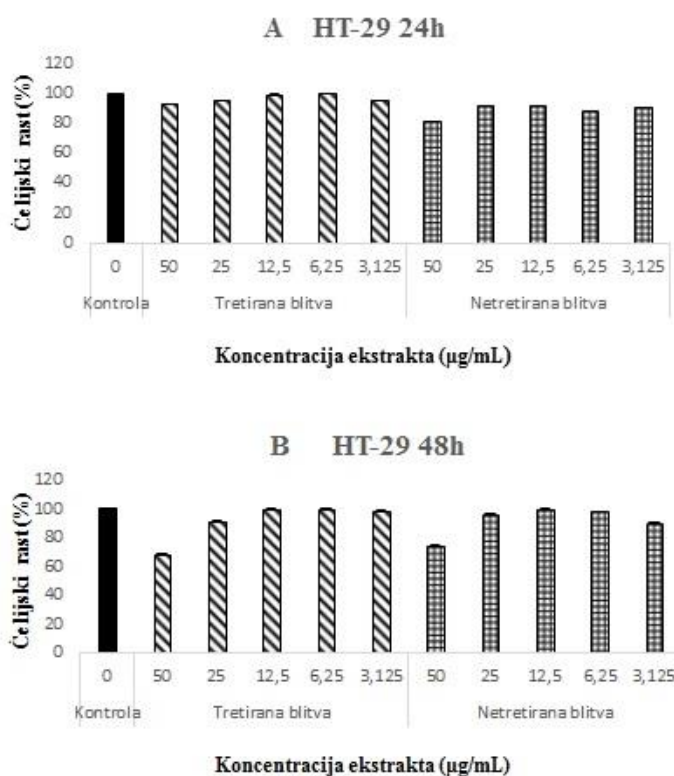 A HT-29 24h
Ćelijski rast(%)
120
100
80
60
40
20
0
0 50 25 12,5 6,25 3,125 50 25 12,5 6,25 3,125
Kontrola Tretirana blitva Netretirana blitva
Koncentracija ekstrakta (µg/mL)
B HT-29 48h
Ćelijski rast(%)
120
100
80
60
40
20
0
0 50 25 12,5 6,25 3,125 50 25 12,5 6,25 3,125
Kontrola Tretirana blitva Netretirana blitva
Koncentracija ekstrakta (µg/mL)